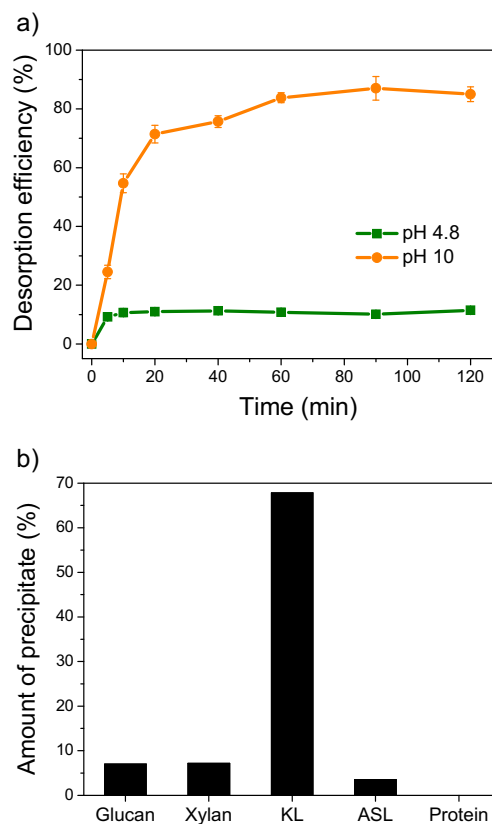 a)
Desorption efficiency (%)
100
80
60
40
20
0
pH 4.8
pH 10
0 20 40 60 80 100 120
Time (min)
b)
Amount of precipitate (%)
70
60
50
40
30
20
10
0
Glucan Xylan KL ASL Protein